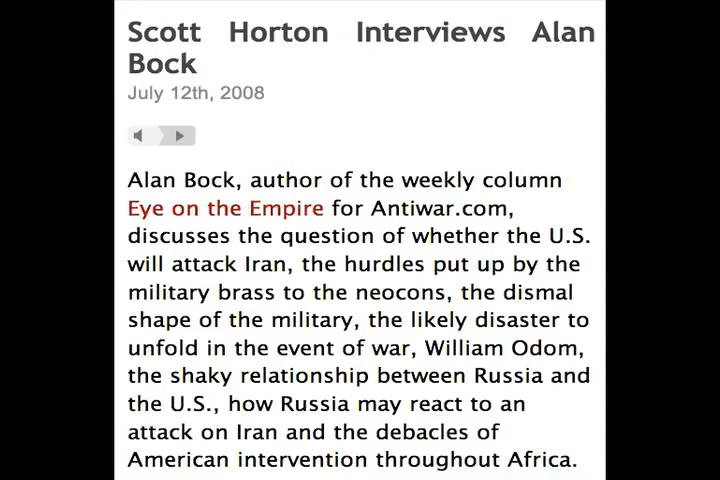 Scott Horton Interviews Alan
Bock
July 12th, 2008
Alan Bock, author of the weekly column
Eye on the Empire for Antiwar.com,
discusses the question of whether the U.S.
will attack Iran, the hurdles put up by the
military brass to the neocons, the dismal
shape of the military, the likely disaster to
unfold in the event of war, William Odom,
the shaky relationship between Russia and
the U.S., how Russia may react to an
attack on Iran and the debacles of
American intervention throughout Africa.